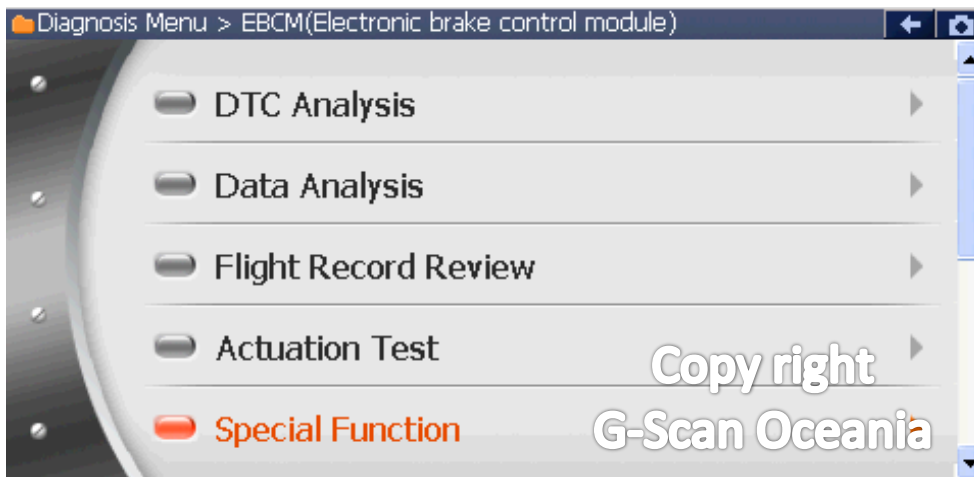 Diagnosis Menu > EBCM(Electronic brake control module)
DTC Analysis
Data Analysis
Flight Record Review
Actuation Test
Special Function
Copy right
G-Scan Oceania